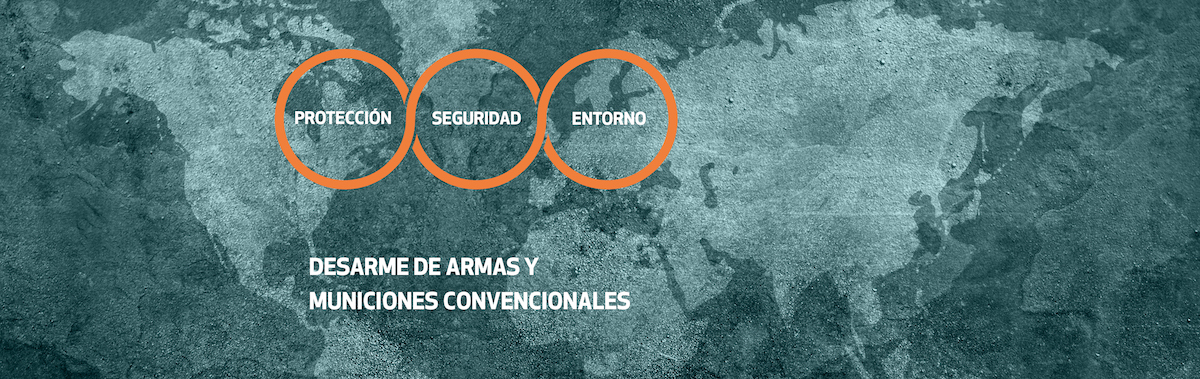 PROTECCIÓN
SEGURIDAD
ENTORNO
DESARME DE ARMAS Y
MUNICIONES CONVENCIONALES